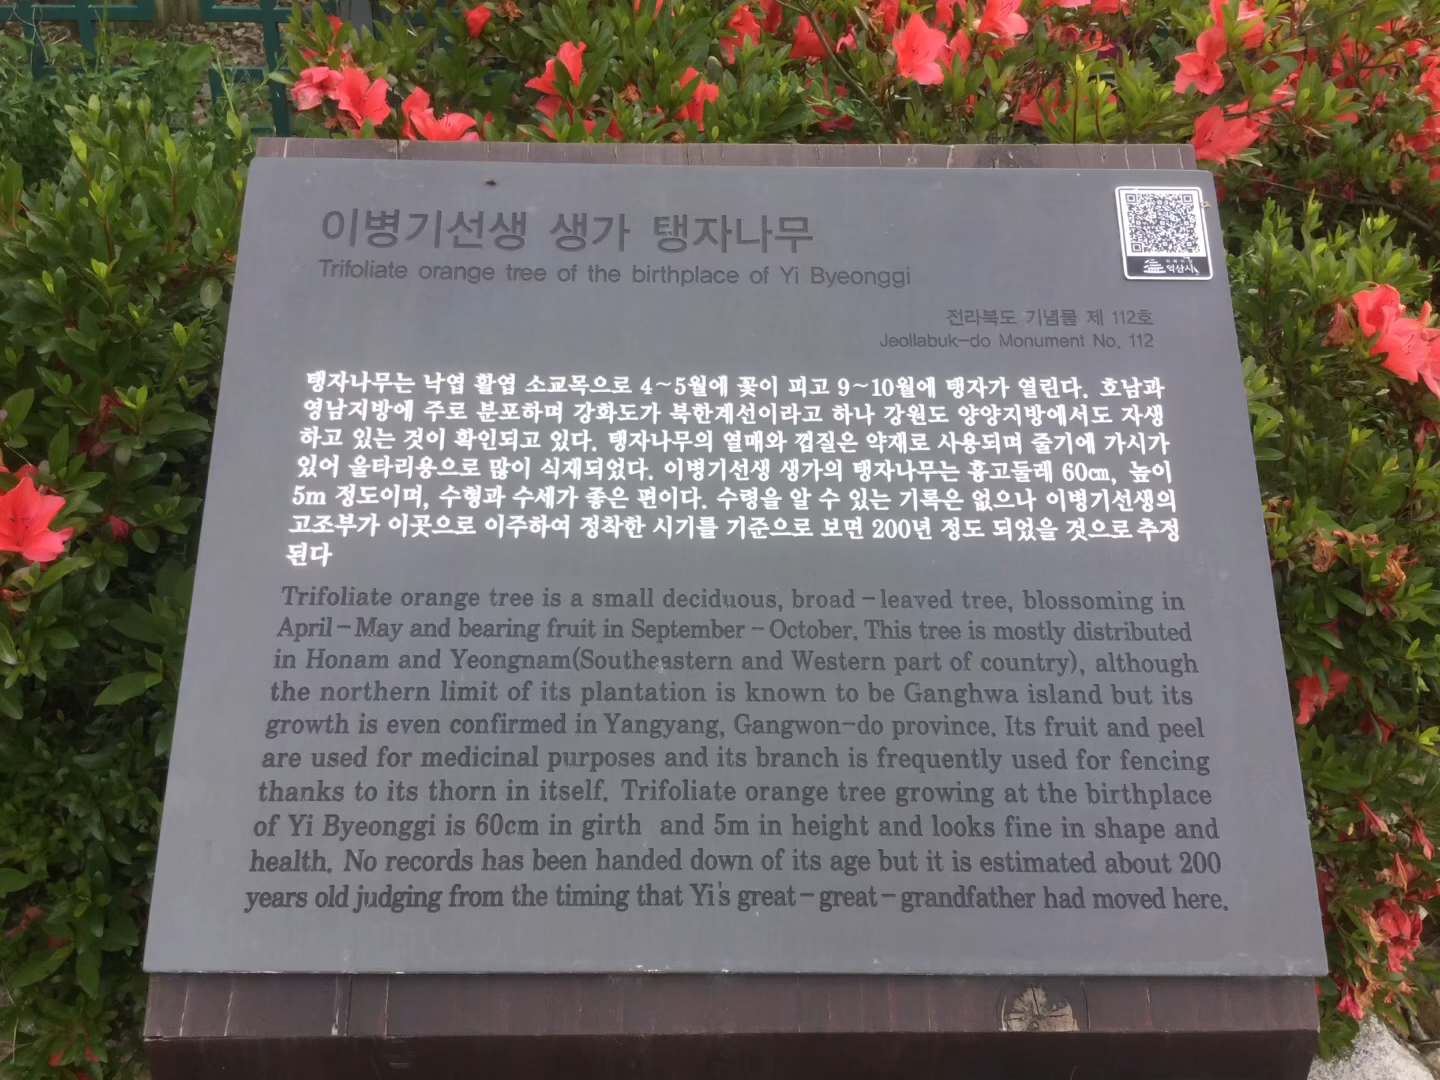 이병기선생 생가 탱자나무
Trifoliate orange tree of the birthplace of Yi Byeonggi
익산시
전라북도 기념물 제 112호
Jeollabuk-do Monument No. 112
탱자나무는 낙엽 활엽 소교목으로 4~5월에 꽃이 피고 9~10월에 탱자가 열린다. 호남과
영남지방에 주로 분포하며 강화도가 북한계선이라고 하나 강원도 양양지방에서도 자생
하고 있는 것이 확인되고 있다. 탱자나무의 열매와 껍질은 약재로 사용되며 줄기에 가시가
있어 울타리용으로 많이 식재되었다. 이병기선생 생가의 탱자나무는 흉고둘레 60㎝, 높이
5m 정도이며, 수형과 수세가 좋은 편이다. 수령을 알 수 있는 기록은 없으나 이병기선생의
고조부가 이곳으로 이주하여 정착한 시기를 기준으로 보면 200년 정도 되었을 것으로 추정
된다
Trifoliate orange tree is a small deciduous, broad-leaved tree, blossoming in
April-May and bearing fruit in September-October. This tree is mostly distributed
in Honam and Yeongnam(Southeastern and Western part of country), although
the northern limit of its plantation is known to be Ganghwa island but its
growth is even confirmed in Yangyang, Gangwon-do province. Its fruit and peel
are used for medicinal purposes and its branch is frequently used for fencing
thanks to its thorn in itself. Trifoliate orange tree growing at the birthplace
of Yi Byeonggi is 60cm in girth and 5m in height and looks fine in shape and
health. No records has been handed down of its age but it is estimated about 200
years old judging from the timing that Yi's great-great-grandfather had moved here.